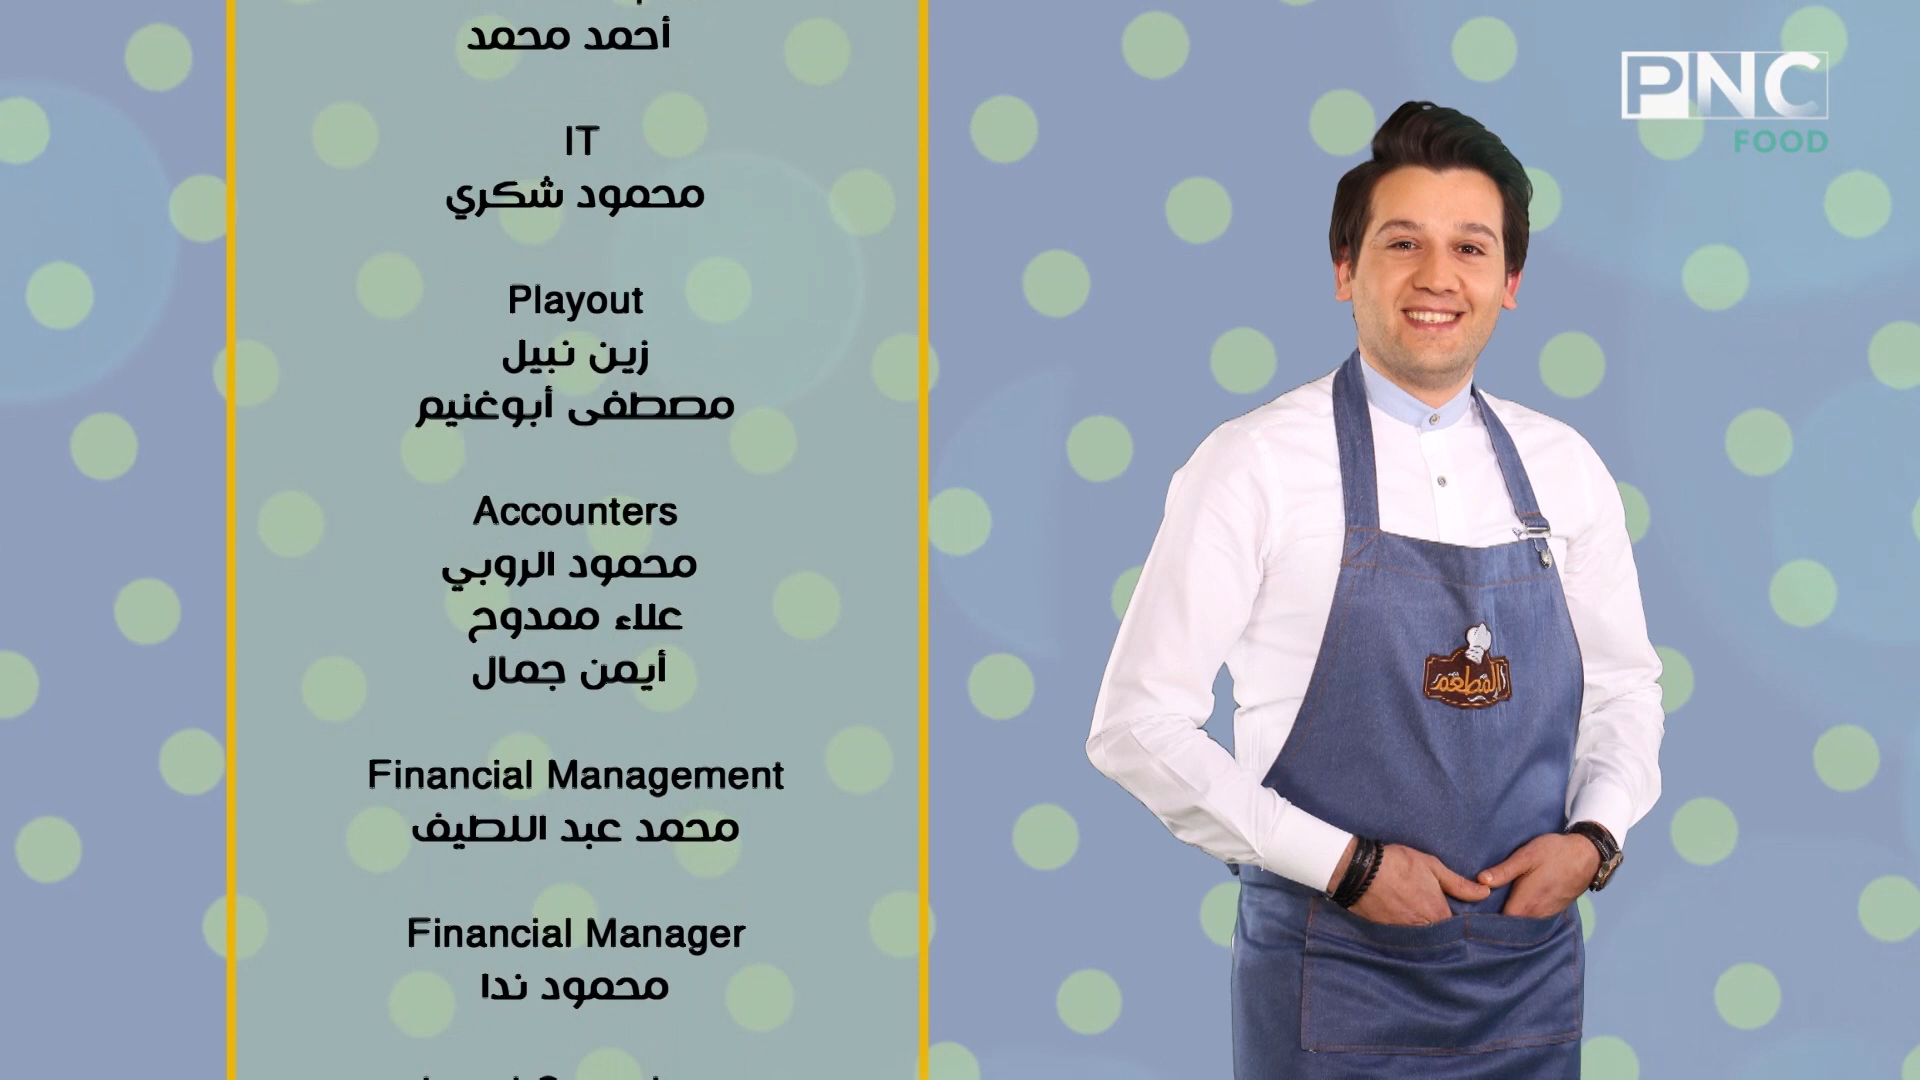 أحمد محمد
IT
محمود شكري
Playout
زين نبيل
مصطفى أبوغنيم
Accounters
محمود الروبي
علاء ممدوح
أيمن جمال
Financial Management
محمد عبد اللطيف
Financial Manager
محمود ندا
PNC
FOOD
المطعم